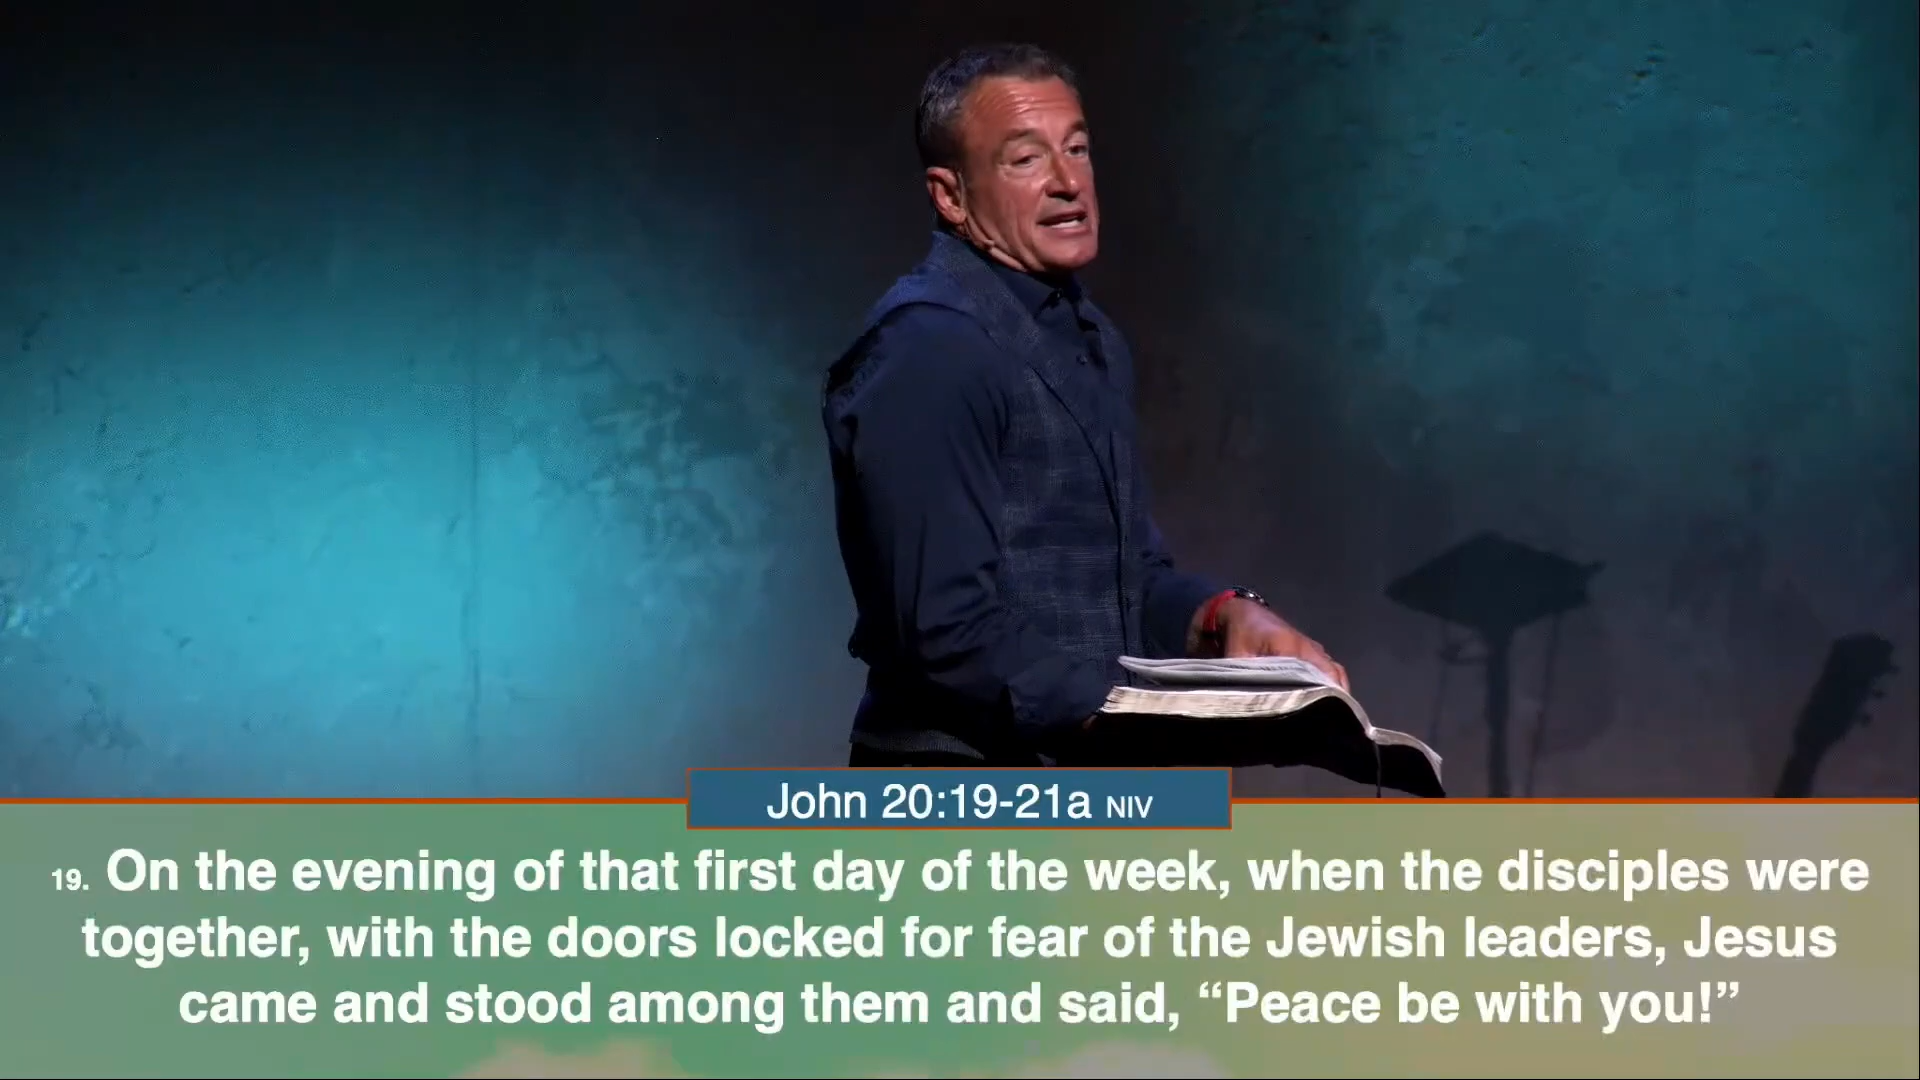 John 20:19-21a NIV
19. On the evening of that first day of the week, when the disciples were
together, with the doors locked for fear of the Jewish leaders, Jesus
came and stood among them and said, “Peace be with you!”